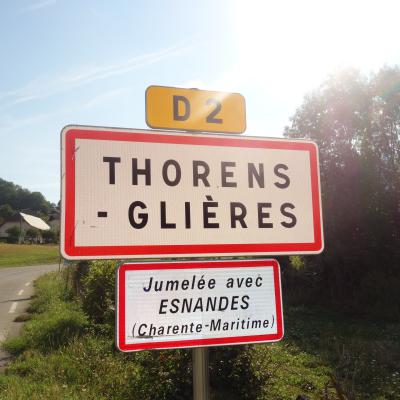 D 2
THORENS
- GLIÈRES
Jumelée avec
ESNANDES
(Charente-Maritime)